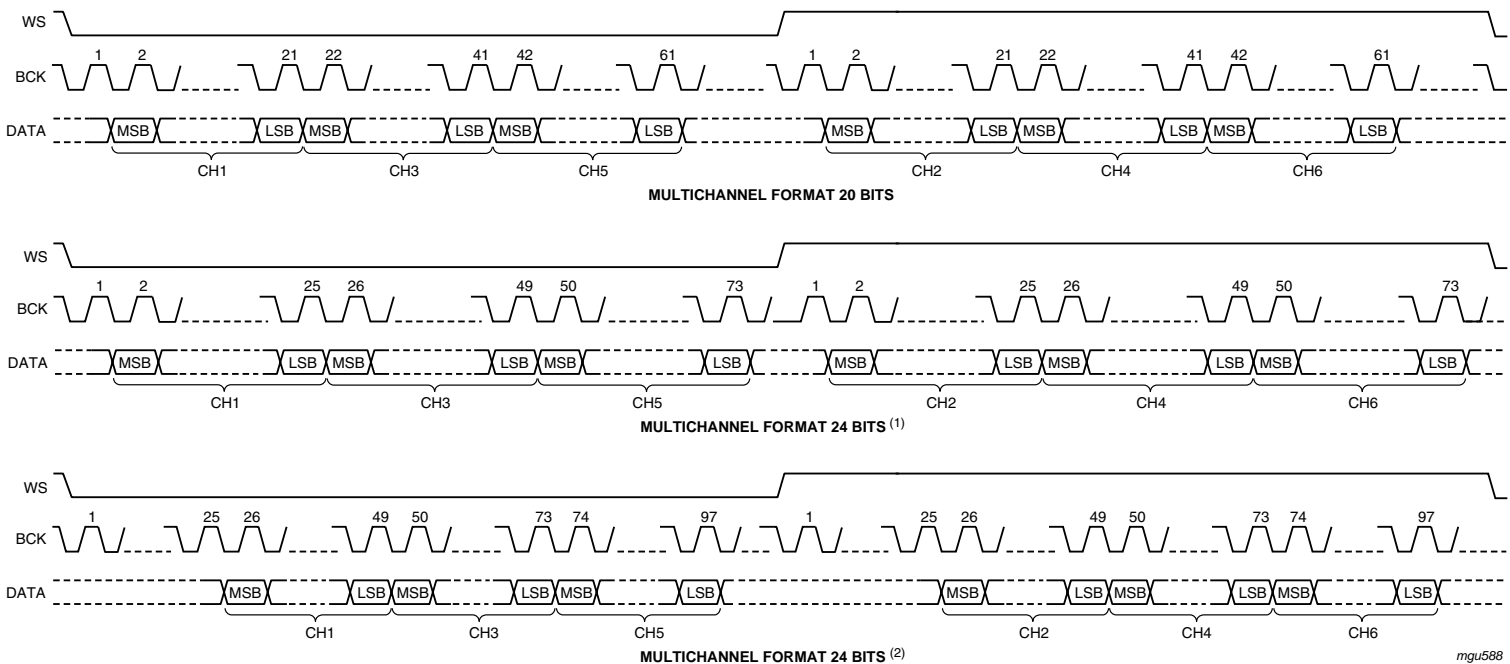 WS
1 2 21 22 41 42 61 1 2 21 22 41 42 61
BCK
DATA MSB LSB MSB LSB MSB LSB MSB LSB MSB LSB MSB LSB
CH1 CH3 CH5 CH2 CH4 CH6
MULTICHANNEL FORMAT 20 BITS
WS
1 2 25 26 49 50 73 1 2 25 26 49 50 73
BCK
DATA MSB LSB MSB LSB MSB LSB MSB LSB MSB LSB MSB LSB
CH1 CH3 CH5 CH2 CH4 CH6
MULTICHANNEL FORMAT 24 BITS (1)
WS
1 25 26 49 50 73 74 97 1 25 26 49 50 73 74 97
BCK
DATA MSB LSB MSB LSB MSB LSB MSB LSB MSB LSB MSB LSB
CH1 CH3 CH5 CH2 CH4 CH6
MULTICHANNEL FORMAT 24 BITS (2) mgu588